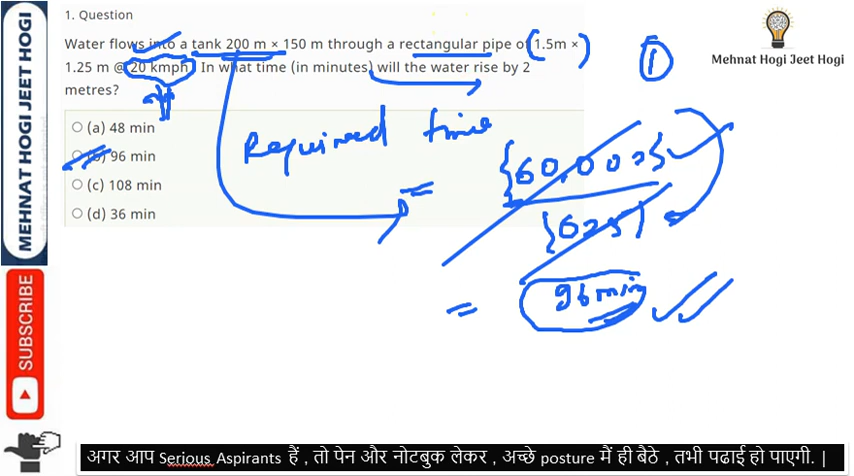 MEHNAT HOGI JEET HOGI
SUBSCRIBE
1. Question
Water flows into a tank 200 m × 150 m through a rectangular pipe of 1.5m ×
1.25 m @ 20 kmph. In what time (in minutes) will the water rise by 2
metres?
(a) 48 min
(b) 96 min
(c) 108 min
(d) 36 min
Mehnat Hogi Jeet Hogi
1
Required time
= {60,000}
{625}
= 96 min
अगर आप Serious Aspirants हैं , तो पेन और नोटबुक लेकर , अच्छे posture मैं ही बैठे , तभी पढाई हो पाएगी. |